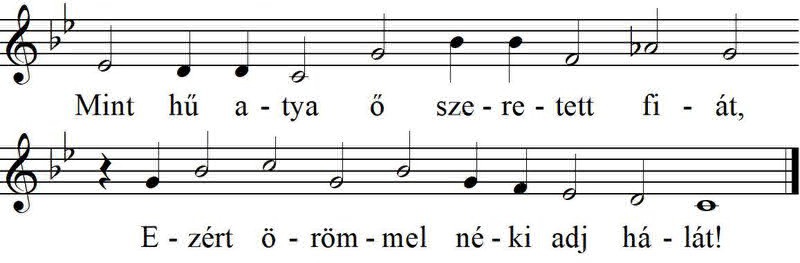 Mint hű a - tya ő sze - re - tett fi - át,
E - zért ö - röm - mel né - ki adj há - lát!